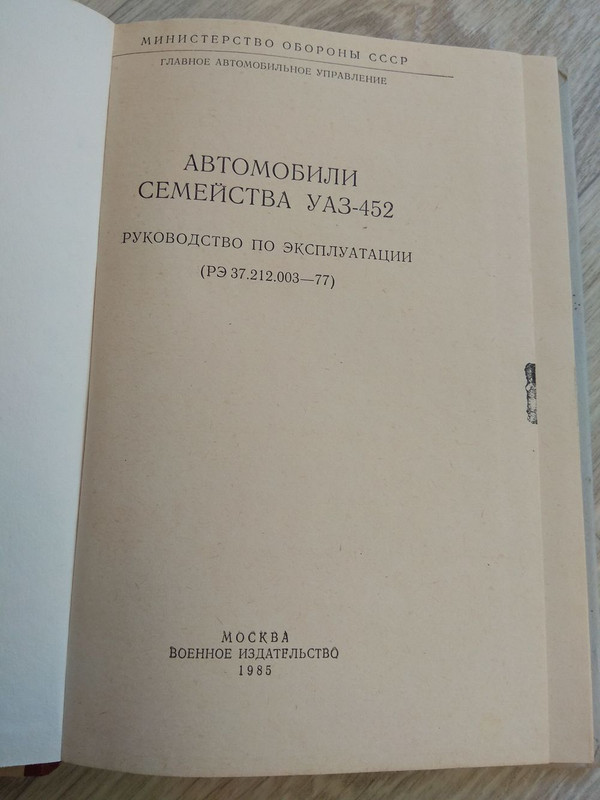 МИНИСТЕРСТВО ОБОРОНЫ СССР
ГЛАВНОЕ АВТОМОБИЛЬНОЕ УПРАВЛЕНИЕ
АВТОМОБИЛИ
СЕМЕЙСТВА УАЗ-452
РУКОВОДСТВО ПО ЭКСПЛУАТАЦИИ
(РЭ 37.212.003—77)
МОСКВА
ВОЕННОЕ ИЗДАТЕЛЬСТВО
1985